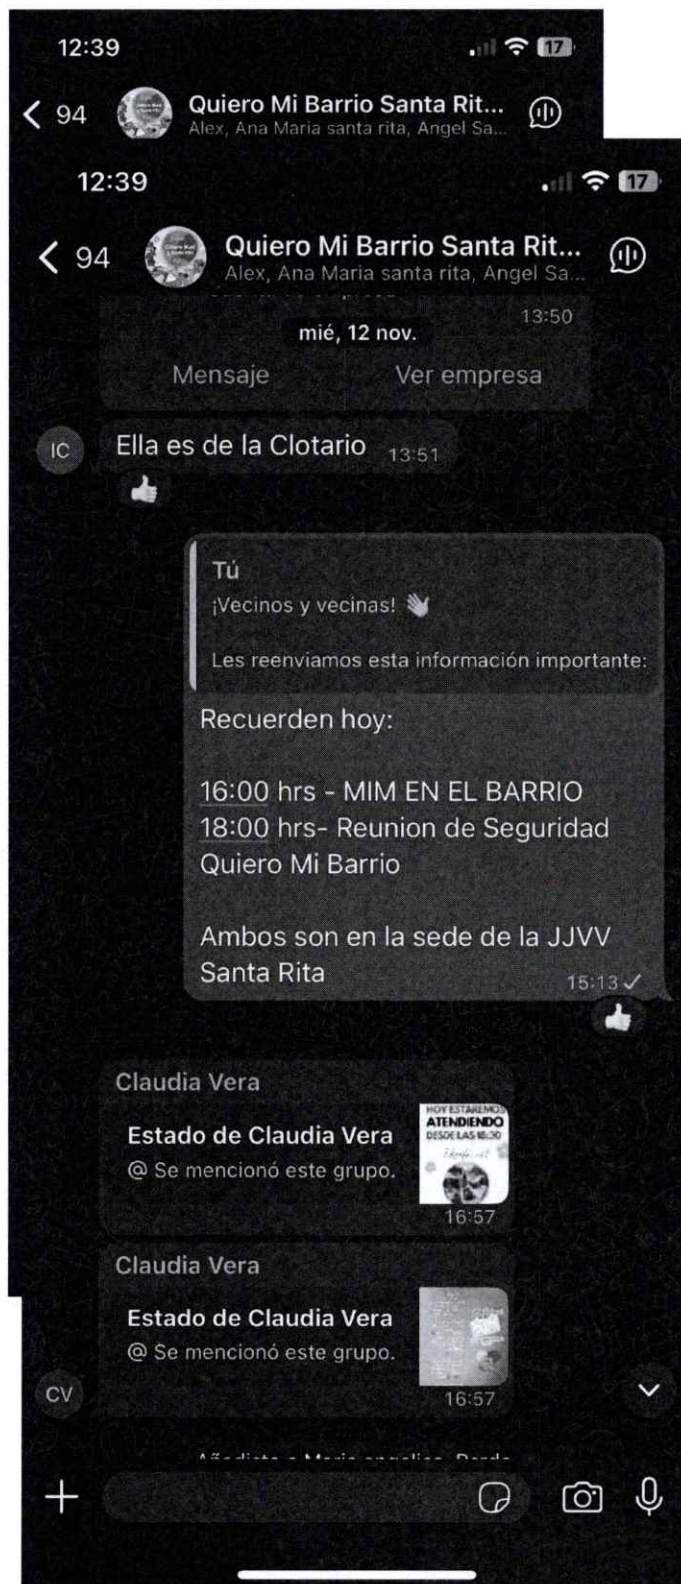 12:39
17
94
Quiero Mi Barrio Santa Rit...
Alex, Ana Maria santa rita, Angel Sa...
12:39
17
94
Quiero Mi Barrio Santa Rit...
Alex, Ana Maria santa rita, Angel Sa...
13:50
mié, 12 nov.
Mensaje Ver empresa
IC
Ella es de la Clotario 13:51
Tú
¡Vecinos y vecinas! 👋
Les reenviamos esta información importante:
Recuerden hoy:
16:00 hrs - MIM EN EL BARRIO
18:00 hrs- Reunion de Seguridad
Quiero Mi Barrio
Ambos son en la sede de la JJVV
Santa Rita
15:13
Claudia Vera
Estado de Claudia Vera
@ Se mencionó este grupo.
HOY ESTAREMOS
ATENDIENDO
DESDE LAS 18:30
16:57
Claudia Vera
Estado de Claudia Vera
@ Se mencionó este grupo.
16:57
CV